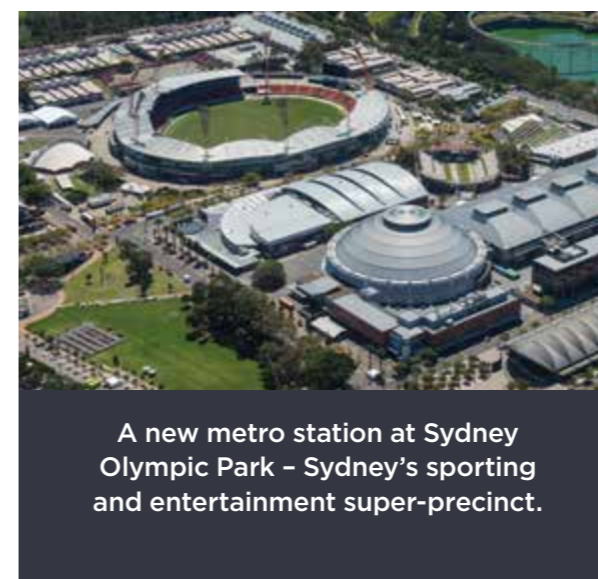 A new metro station at Sydney
Olympic Park – Sydney’s sporting
and entertainment super-precinct.